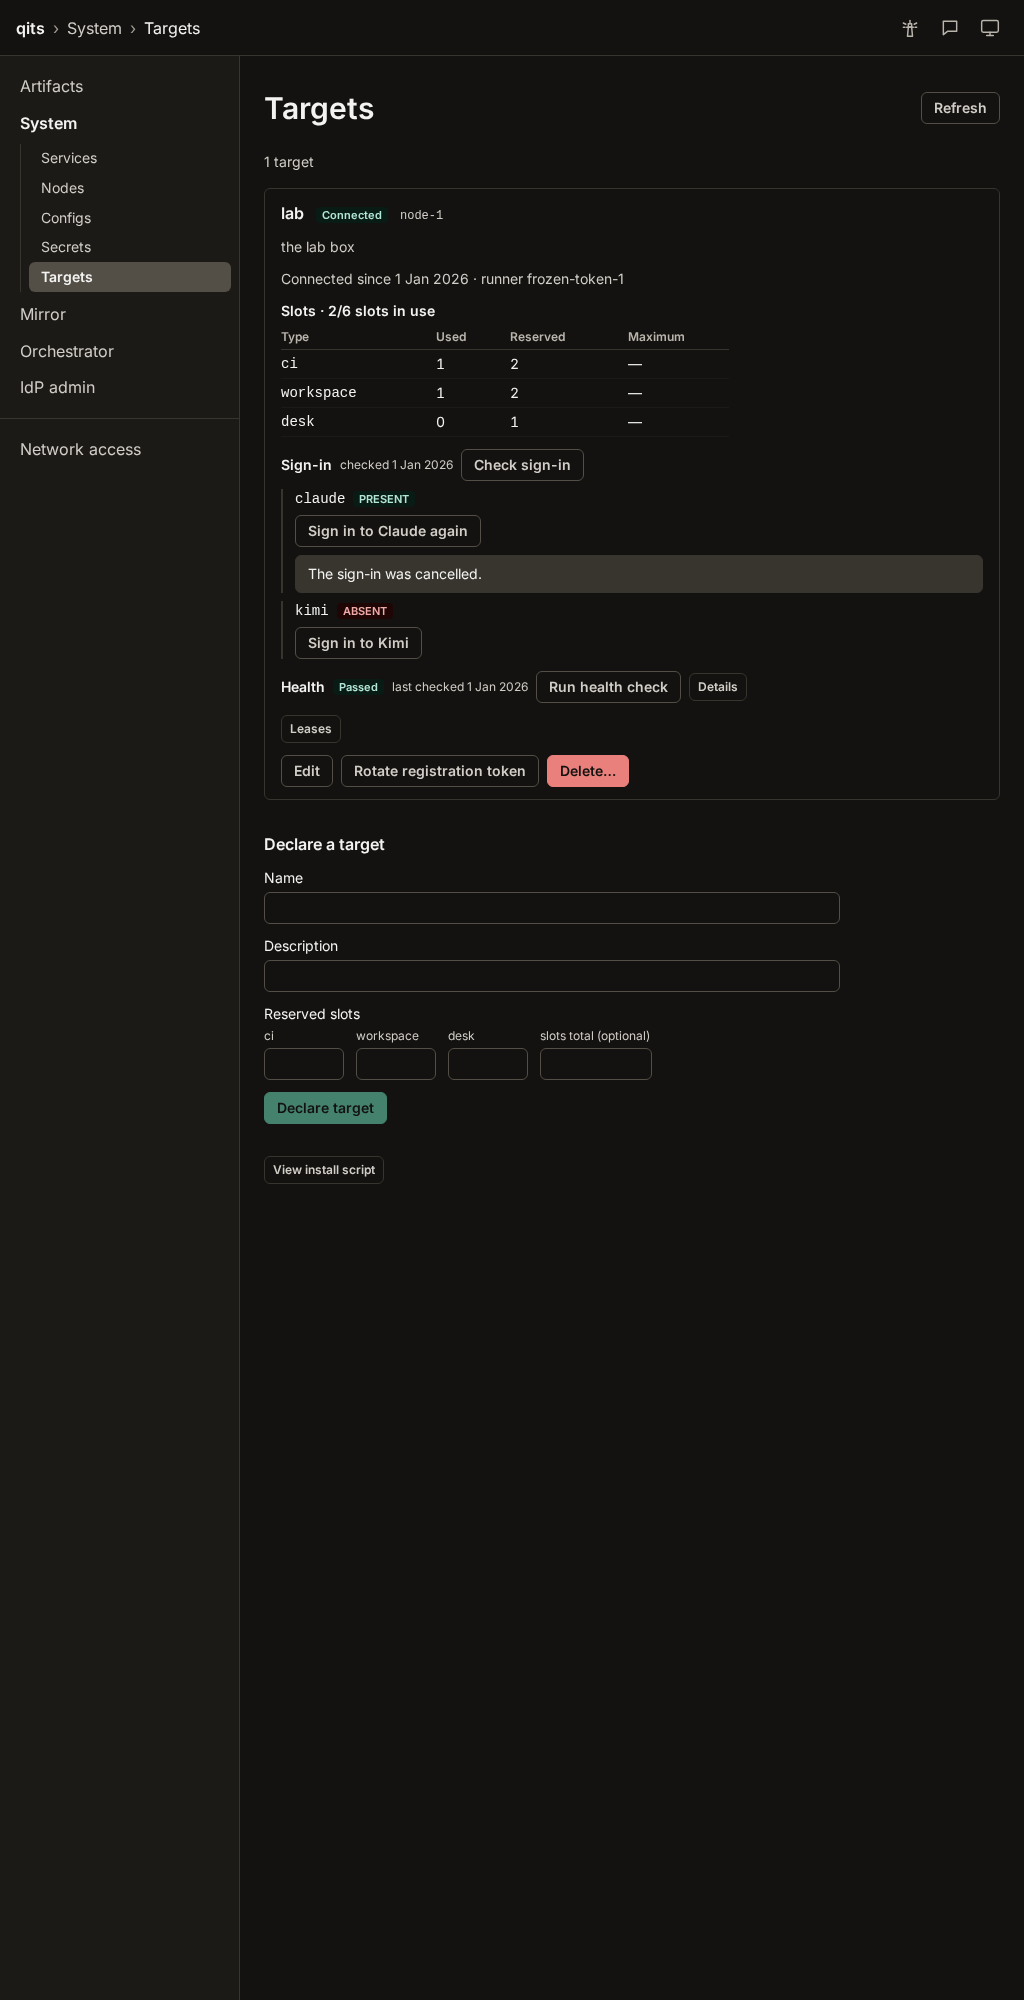 qits › System › Targets
Artifacts
System
Services
Nodes
Configs
Secrets
Targets
Mirror
Orchestrator
IdP admin
Network access
Targets
Refresh
1 target
lab Connected node-1
the lab box
Connected since 1 Jan 2026 · runner frozen-token-1
Slots · 2/6 slots in use
Type Used Reserved Maximum
ci 1 2 —
workspace 1 2 —
desk 0 1 —
Sign-in checked 1 Jan 2026 Check sign-in
claude PRESENT
Sign in to Claude again
The sign-in was cancelled.
kimi ABSENT
Sign in to Kimi
Health Passed last checked 1 Jan 2026 Run health check Details
Leases
Edit Rotate registration token Delete...
Declare a target
Name
Description
Reserved slots
ci workspace desk slots total (optional)
Declare target
View install script